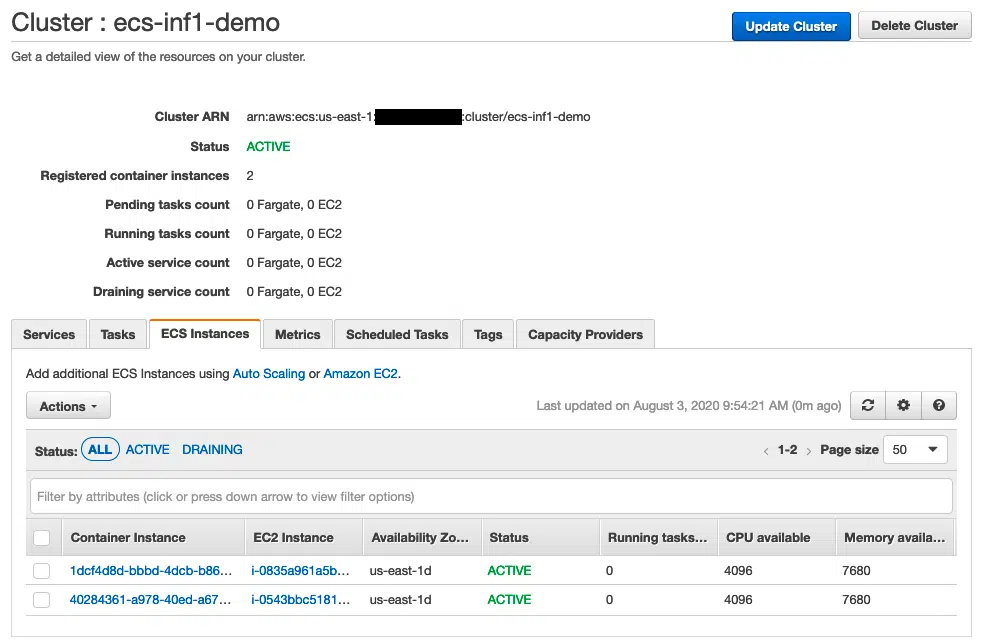 Cluster : ecs-inf1-demo
Update Cluster
Delete Cluster
Get a detailed view of the resources on your cluster.
Cluster ARN arn:aws:ecs:us-east-1: :cluster/ecs-inf1-demo
Status ACTIVE
Registered container instances 2
Pending tasks count 0 Fargate, 0 EC2
Running tasks count 0 Fargate, 0 EC2
Active service count 0 Fargate, 0 EC2
Draining service count 0 Fargate, 0 EC2
Services Tasks ECS Instances Metrics Scheduled Tasks Tags Capacity Providers
Add additional ECS Instances using Auto Scaling or Amazon EC2.
Actions Last updated on August 3, 2020 9:54:21 AM (0m ago)
Status: ALL ACTIVE DRAINING < 1-2 > Page size 50
Filter by attributes (click or press down arrow to view filter options)
Container Instance EC2 Instance Availability Zo... Status Running tasks... CPU available Memory availa...
1dcf4d8d-bbbd-4dcb-b86... i-0835a961a5b... us-east-1d ACTIVE 0 4096 7680
40284361-a978-40ed-a67... i-0543bbc5181... us-east-1d ACTIVE 0 4096 7680